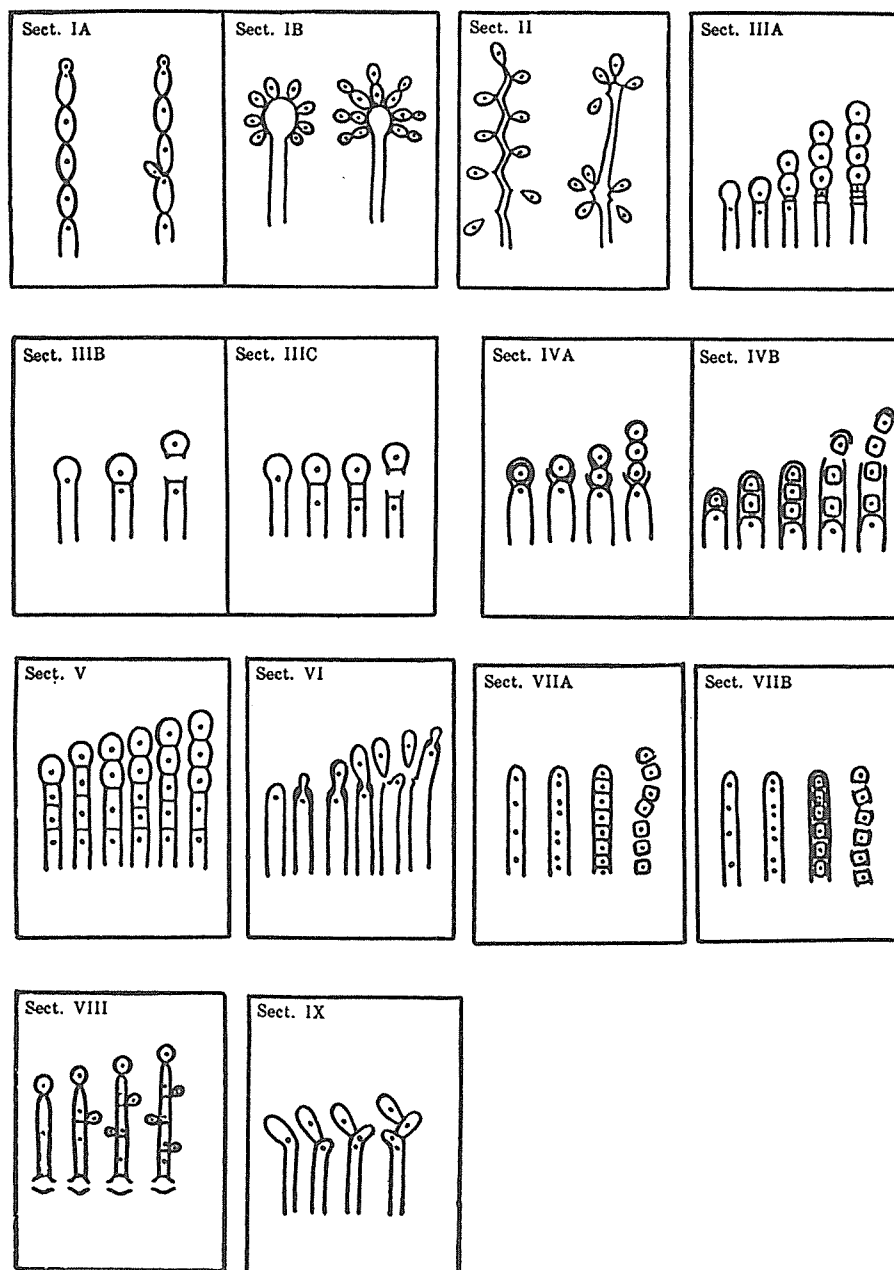 Sect. IA
Sect. IB
Sect. II
Sect. IIIA
Sect. IIIB
Sect. IIIC
Sect. IVA
Sect. IVB
Sect. V
Sect. VI
Sect. VIIA
Sect. VIIB
Sect. VIII
Sect. IX